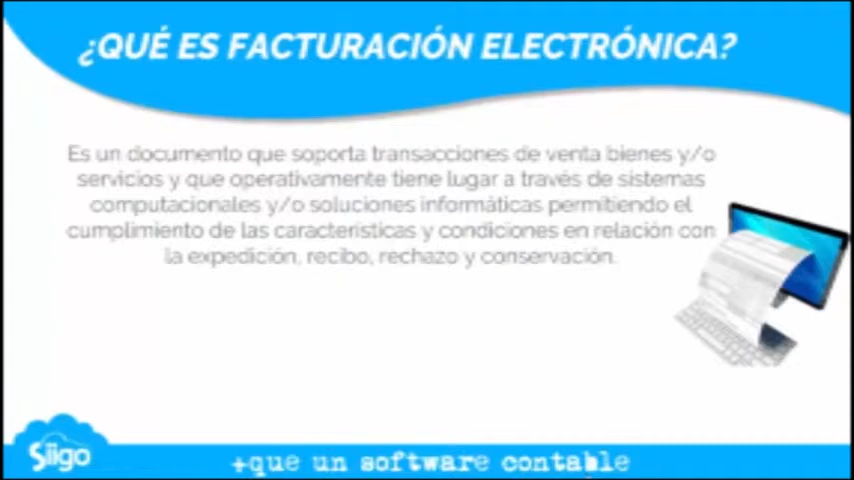 ¿QUÉ ES FACTURACIÓN ELECTRÓNICA?
Es un documento que soporta transacciones de venta bienes y/o
servicios y que operativamente tiene lugar a través de sistemas
computacionales y/o soluciones informáticas permitiendo el
cumplimiento de las características y condiciones en relación con
la expedición, recibo, rechazo y conservación.
Siigo
+que un software contable